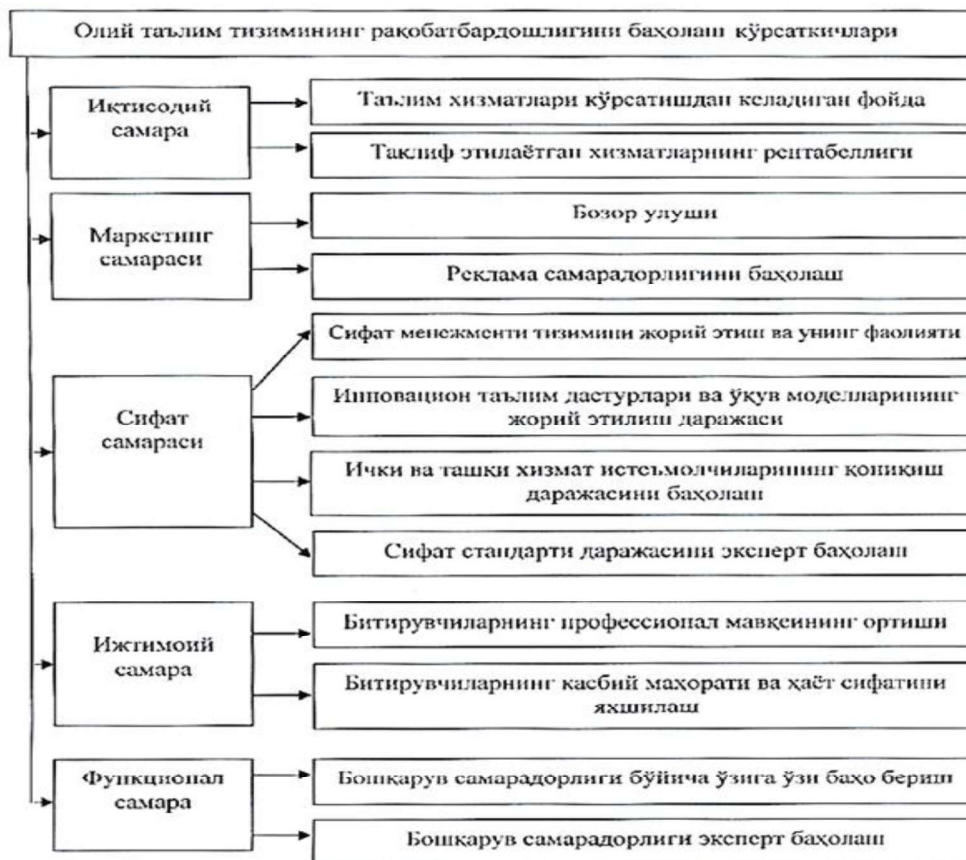 Олий таълим тизимининг рақобатбардошлигини баҳолаш кўрсаткичлари
Иқтисодий
самара
Таълим хизматлари кўрсатишдан келадиган фойда
Таклиф этилаётган хизматларнинг рентабеллиги
Маркетинг
самараси
Бозор улуши
Реклама самарадорлигини баҳолаш
Сифат
самараси
Сифат менежменти тизимини жорий этиш ва унинг фаолияти
Инновацион таълим дастурлари ва ўқув моделларининг
жорий этилиш даражаси
Ички ва ташқи хизмат истеъмолчиларининг қониқиш
даражасини баҳолаш
Сифат стандарти даражасини эксперт баҳолаш
Ижтимоий
самара
Битирувчиларнинг профессионал мавқеининг ортиши
Битирувчиларнинг касбий маҳорати ва ҳаёт сифатини
яхшилаш
Функционал
самара
Бошқарув самарадорлиги бўйича ўзига ўзи баҳо бериш
Бошқарув самарадорлиги эксперт баҳолаш